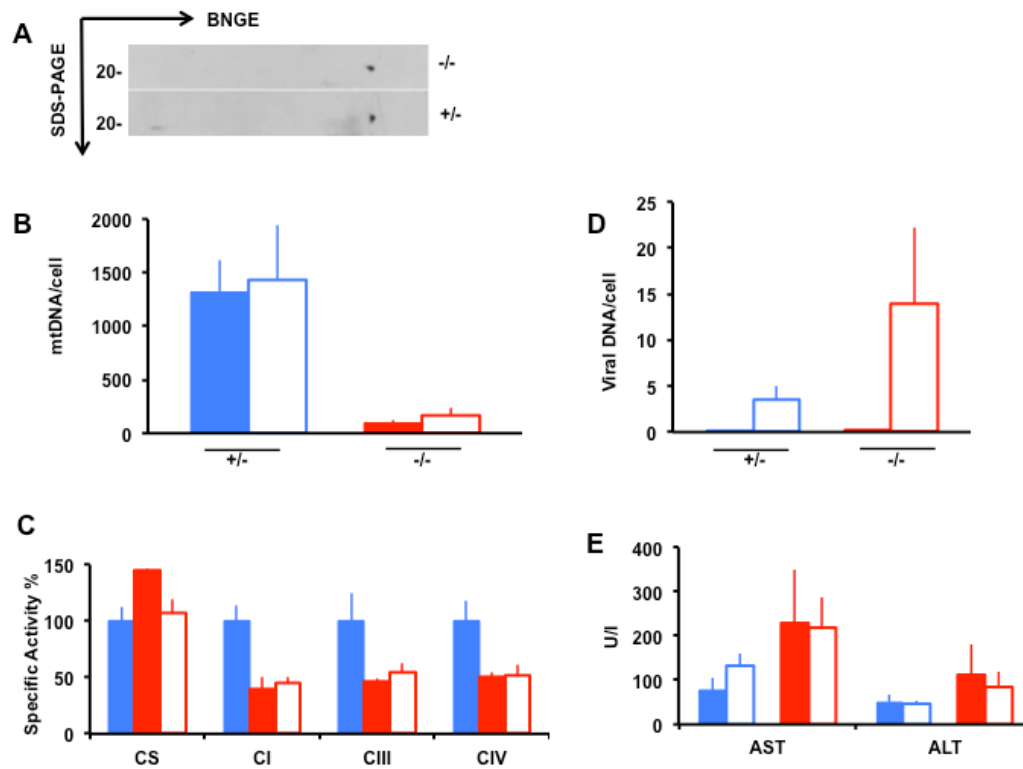 A
BNGE
SDS-PAGE
20-
-/-
20-
+/-
B
mtDNA/cell
2000
1500
1000
500
0
+/-
-/-
D
Viral DNA/cell
25
20
15
10
5
0
+/-
-/-
C
Specific Activity %
150
100
50
0
CS
CI
CIII
CIV
E
U/l
400
300
200
100
0
AST
ALT